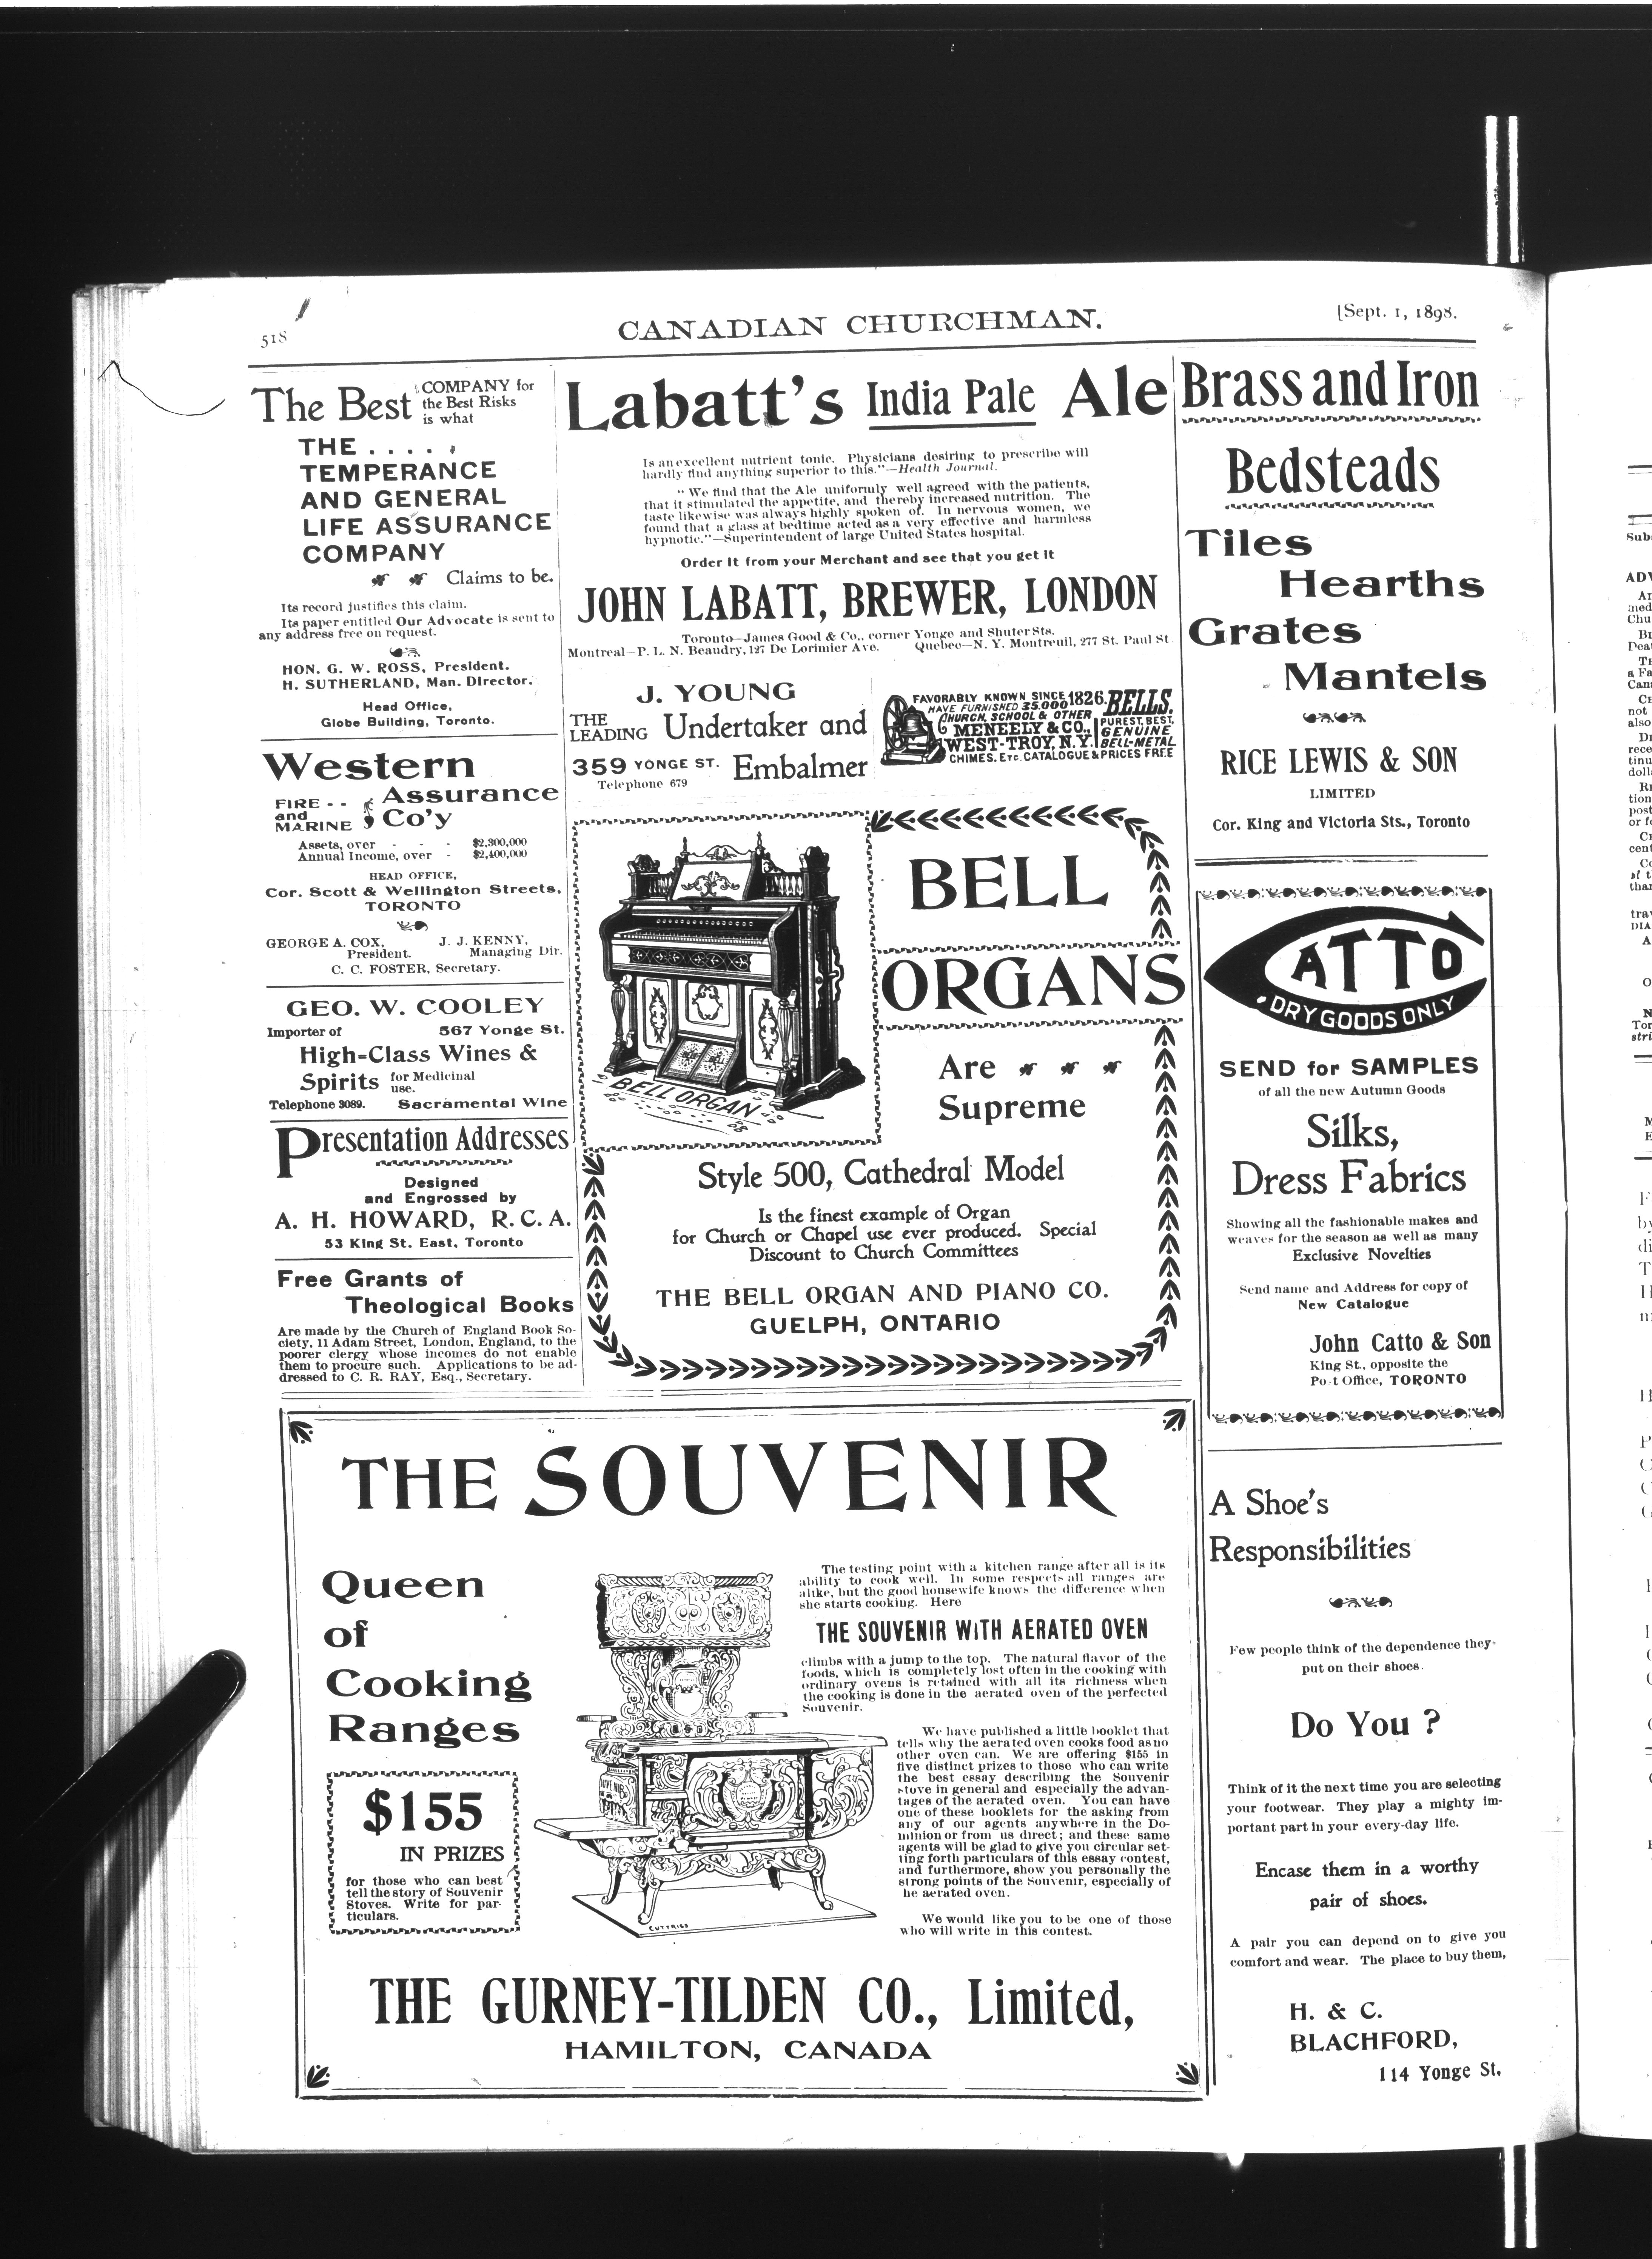 518
CANADIAN CHURCHMAN.
[Sept. 1, 1898.
The Best
COMPANY for
the Best Risks
is what
THE . . . . .
TEMPERANCE
AND GENERAL
LIFE ASSURANCE
COMPANY
Claims to be.
Its record justifies this claim.
Its paper entitled Our Advocate is sent to
any address free on request.
HON. G. W. ROSS, President.
H. SUTHERLAND, Man. Director.
Head Office,
Globe Building, Toronto.
Western
FIRE - -
and
MARINE
Assurance
Co'y
Assets, over - - - $2,300,000
Annual Income, over - $2,400,000
HEAD OFFICE,
Cor. Scott & Wellington Streets,
TORONTO
GEORGE A. COX,
President.
J. J. KENNY,
Managing Dir.
C. C. FOSTER, Secretary.
GEO. W. COOLEY
Importer of 567 Yonge St.
High-Class Wines &
Spirits for Medicinal
use.
Telephone 3089. Sacramental Wine
Presentation Addresses
Designed
and Engrossed by
A. H. HOWARD, R.C.A.
53 King St. East, Toronto
Free Grants of
Theological Books
Are made by the Church of England Book So-
ciety, 11 Adam Street, London, England, to the
poorer clergy whose incomes do not enable
them to procure such. Applications to be ad-
dressed to C. R. RAY, Esq., Secretary.
Labatt's India Pale Ale
Is an excellent nutrient tonic. Physicians desiring to prescribe will
hardly find anything superior to this."—Health Journal.
"We find that the Ale uniformly well agreed with the patients,
that it stimulated the appetite, and thereby increased nutrition. The
taste likewise was always highly spoken of. In nervous women, we
found that a glass at bedtime acted as a very effective and harmless
hypnotic."—Superintendent of large United States hospital.
Order it from your Merchant and see that you get it
JOHN LABATT, BREWER, LONDON
Toronto—James Good & Co., corner Yonge and Shuter Sts.
Montreal—P. L. N. Beaudry, 127 De Lorimier Ave. Quebec—N. Y. Montreuil, 277 St. Paul St
J. YOUNG
THE
LEADING
Undertaker and
359 YONGE ST.
Embalmer
Telephone 679
FAVORABLY KNOWN SINCE 1826. BELLS.
HAVE FURNISHED 35.000
CHURCH, SCHOOL & OTHER
PUREST, BEST,
MENEELY & CO.,
GENUINE
WEST-TROY, N.Y.
BELL-METAL
CHIMES, ETC. CATALOGUE & PRICES FREE
BELL
ORGANS
BELL ORGAN
Are
Supreme
Style 500, Cathedral Model
Is the finest example of Organ
for Church or Chapel use ever produced. Special
Discount to Church Committees
THE BELL ORGAN AND PIANO CO.
GUELPH, ONTARIO
Brass and Iron
Bedsteads
Tiles
Hearths
Grates
Mantels
RICE LEWIS & SON
LIMITED
Cor. King and Victoria Sts., Toronto
CATTO
DRY GOODS ONLY
SEND for SAMPLES
of all the new Autumn Goods
Silks,
Dress Fabrics
Showing all the fashionable makes and
weaves for the season as well as many
Exclusive Novelties
Send name and Address for copy of
New Catalogue
John Catto & Son
King St., opposite the
Po t Office, TORONTO
THE SOUVENIR
Queen
of
Cooking
Ranges
$155
IN PRIZES
for those who can best
tell the story of Souvenir
Stoves. Write for par-
ticulars.
CUTTRISS
The testing point with a kitchen range after all is its
ability to cook well. In some respects all ranges are
alike, but the good housewife knows the difference when
she starts cooking. Here
THE SOUVENIR WITH AERATED OVEN
climbs with a jump to the top. The natural flavor of the
foods, which is completely lost often in the cooking with
ordinary ovens is retained with all its richness when
the cooking is done in the aerated oven of the perfected
Souvenir.
We have published a little booklet that
tells why the aerated oven cooks food as no
other oven can. We are offering $155 in
five distinct prizes to those who can write
the best essay describing the Souvenir
stove in general and especially the advan-
tages of the aerated oven. You can have
one of these booklets for the asking from
any of our agents anywhere in the Do-
minion or from us direct; and these same
agents will be glad to give you circular set-
ting forth particulars of this essay contest,
and furthermore, show you personally the
strong points of the Souvenir, especially of
he aerated oven.
We would like you to be one of those
who will write in this contest.
THE GURNEY-TILDEN CO., Limited,
HAMILTON, CANADA
A Shoe's
Responsibilities
Few people think of the dependence they
put on their shoes.
Do You ?
Think of it the next time you are selecting
your footwear. They play a mighty im-
portant part in your every-day life.
Encase them in a worthy
pair of shoes.
A pair you can depend on to give you
comfort and wear. The place to buy them,
H. & C.
BLACHFORD,
114 Yonge St.